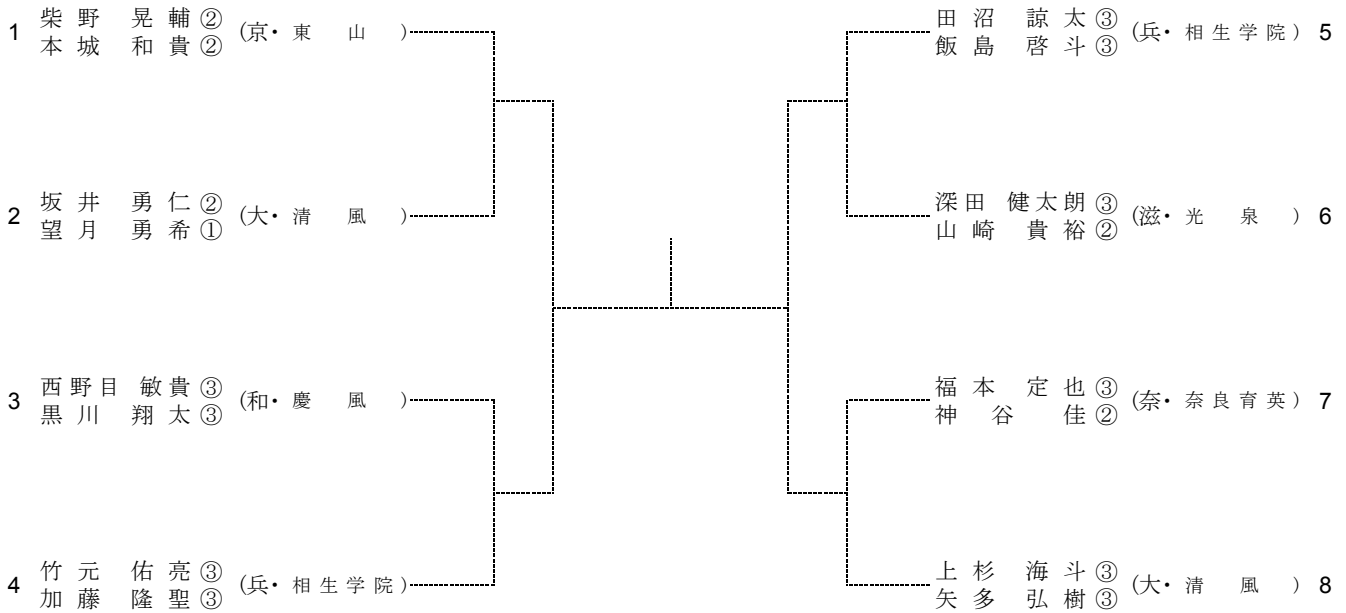 1 柴野 晃輔② (京・東山)
本城 和貴②
2 坂井 勇仁② (大・清風)
望月 勇希①
3 西野目 敏貴③ (和・慶風)
黒川 翔太③
4 竹元 佑亮③ (兵・相生学院)
加藤 隆聖③
田沼 諒太③ (兵・相生学院) 5
飯島 啓斗③
深田 健太朗③ (滋・光泉) 6
山崎 貴裕②
福本 定也③ (奈・奈良育英) 7
神谷 佳②
上杉 海斗③ (大・清風) 8
矢多 弘樹③